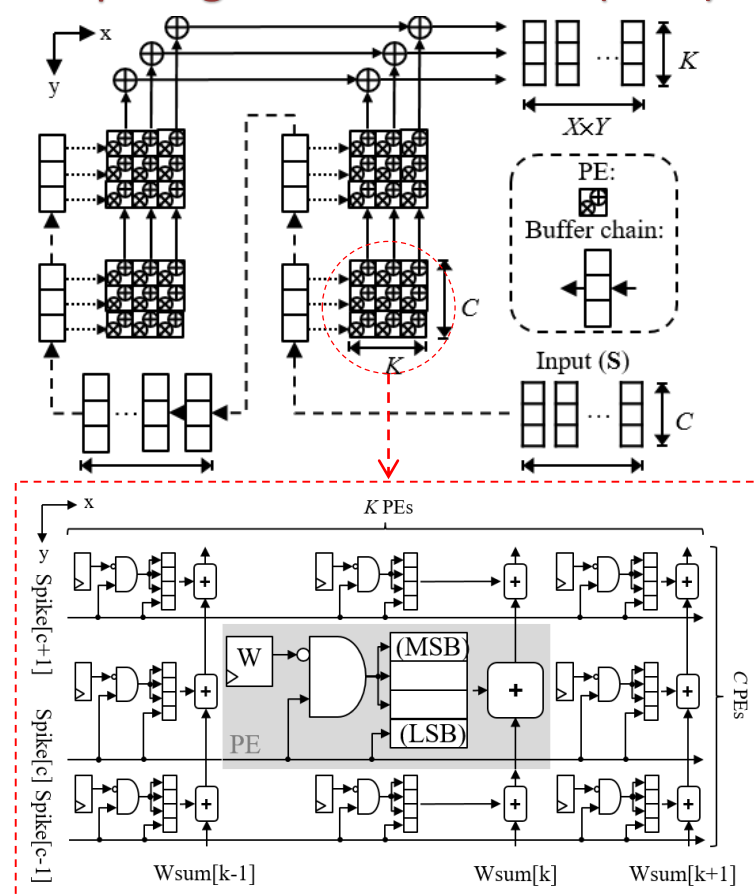 x
y
K
X×Y
PE:
Buffer chain:
C
K
Input (S)
C
x
y
K PEs
Spike[c+1]
Spike[c]
Spike[c-1]
W
(MSB)
+
(LSB)
PE
C PEs
Wsum[k-1]
Wsum[k]
Wsum[k+1]